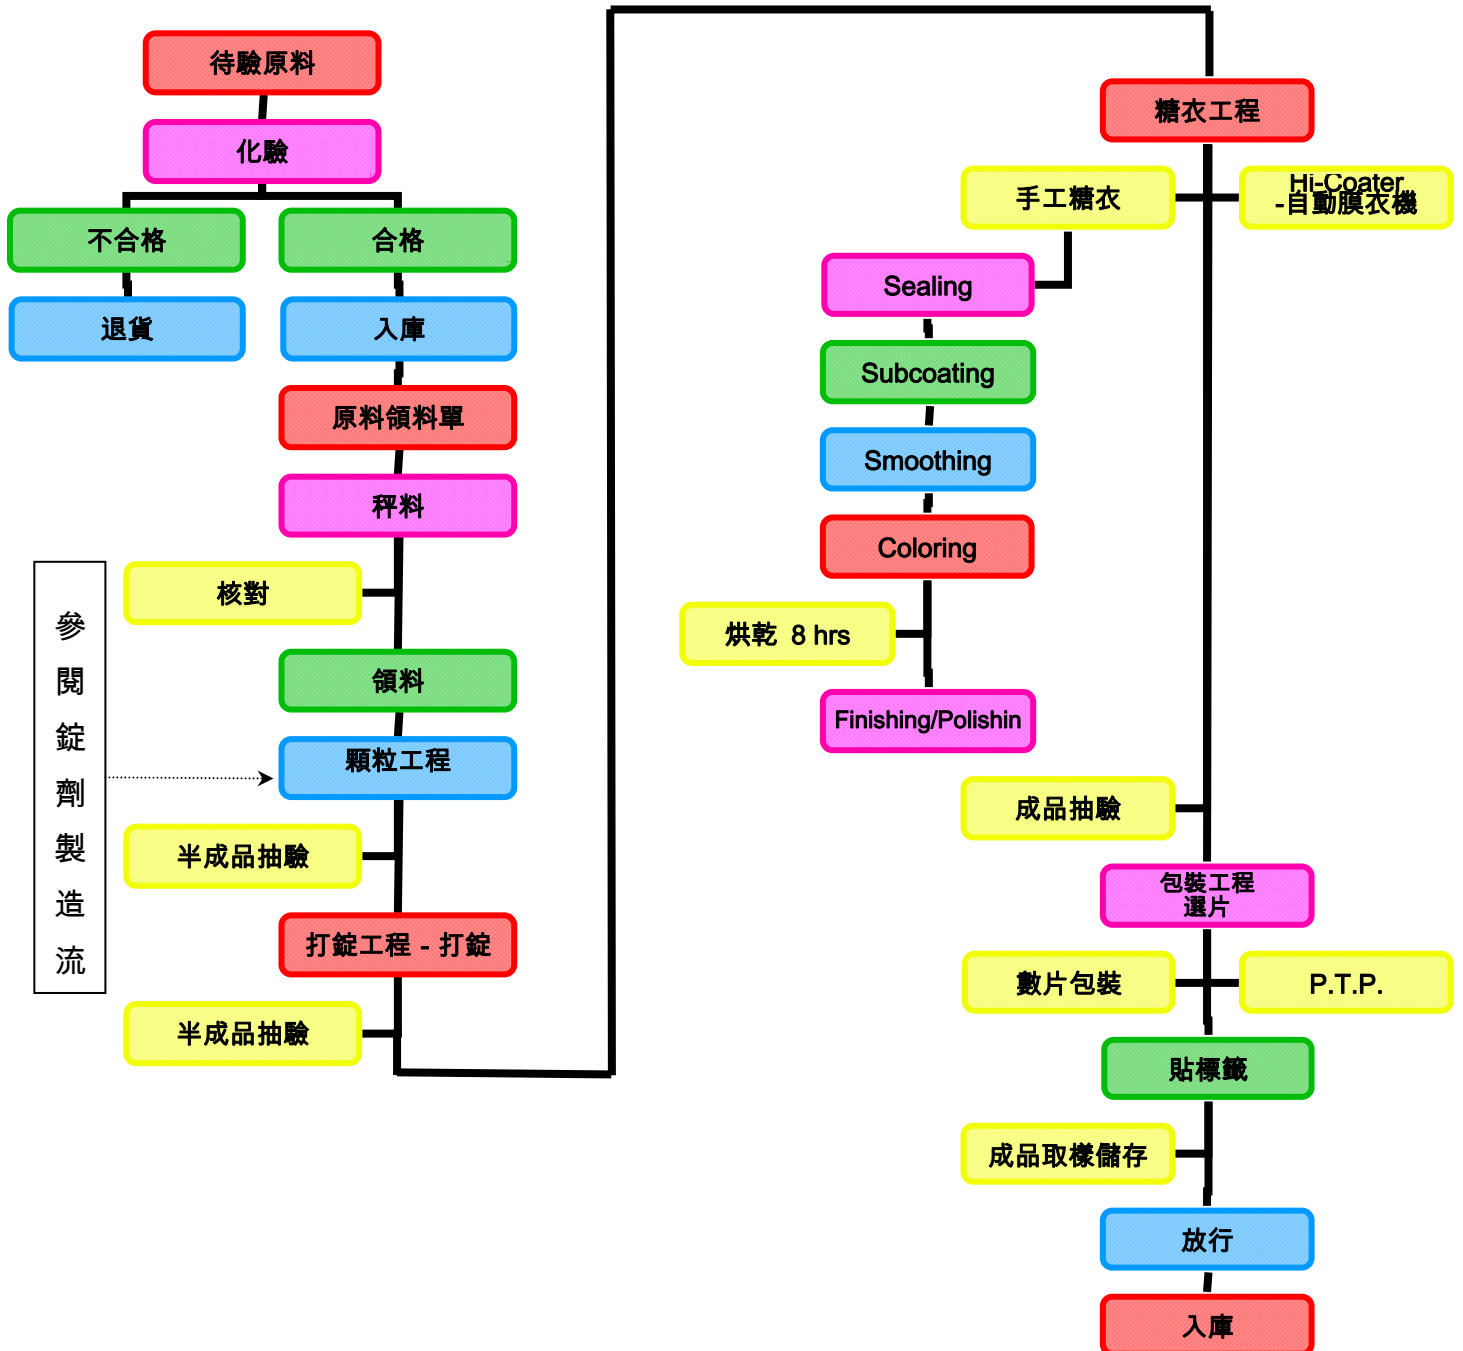 待驗原料
化驗
不合格
合格
退貨
入庫
原料領料單
秤料
核對
領料
顆粒工程
參閱錠劑製造流
半成品抽驗
打錠工程 - 打錠
半成品抽驗
糖衣工程
手工糖衣
Hi-Coater
-自動膜衣機
Sealing
Subcoating
Smoothing
Coloring
烘乾 8 hrs
Finishing/Polishin
成品抽驗
包裝工程
選片
數片包裝
P.T.P.
貼標籤
成品取樣儲存
放行
入庫